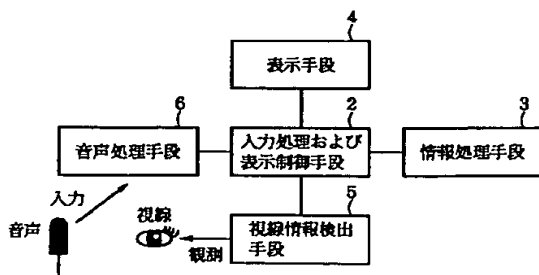 4
表示手段
6
2
3
音声処理手段
入力処理および
表示制御手段
情報処理手段
5
入力
視線
音声
観測
視線情報検出
手段